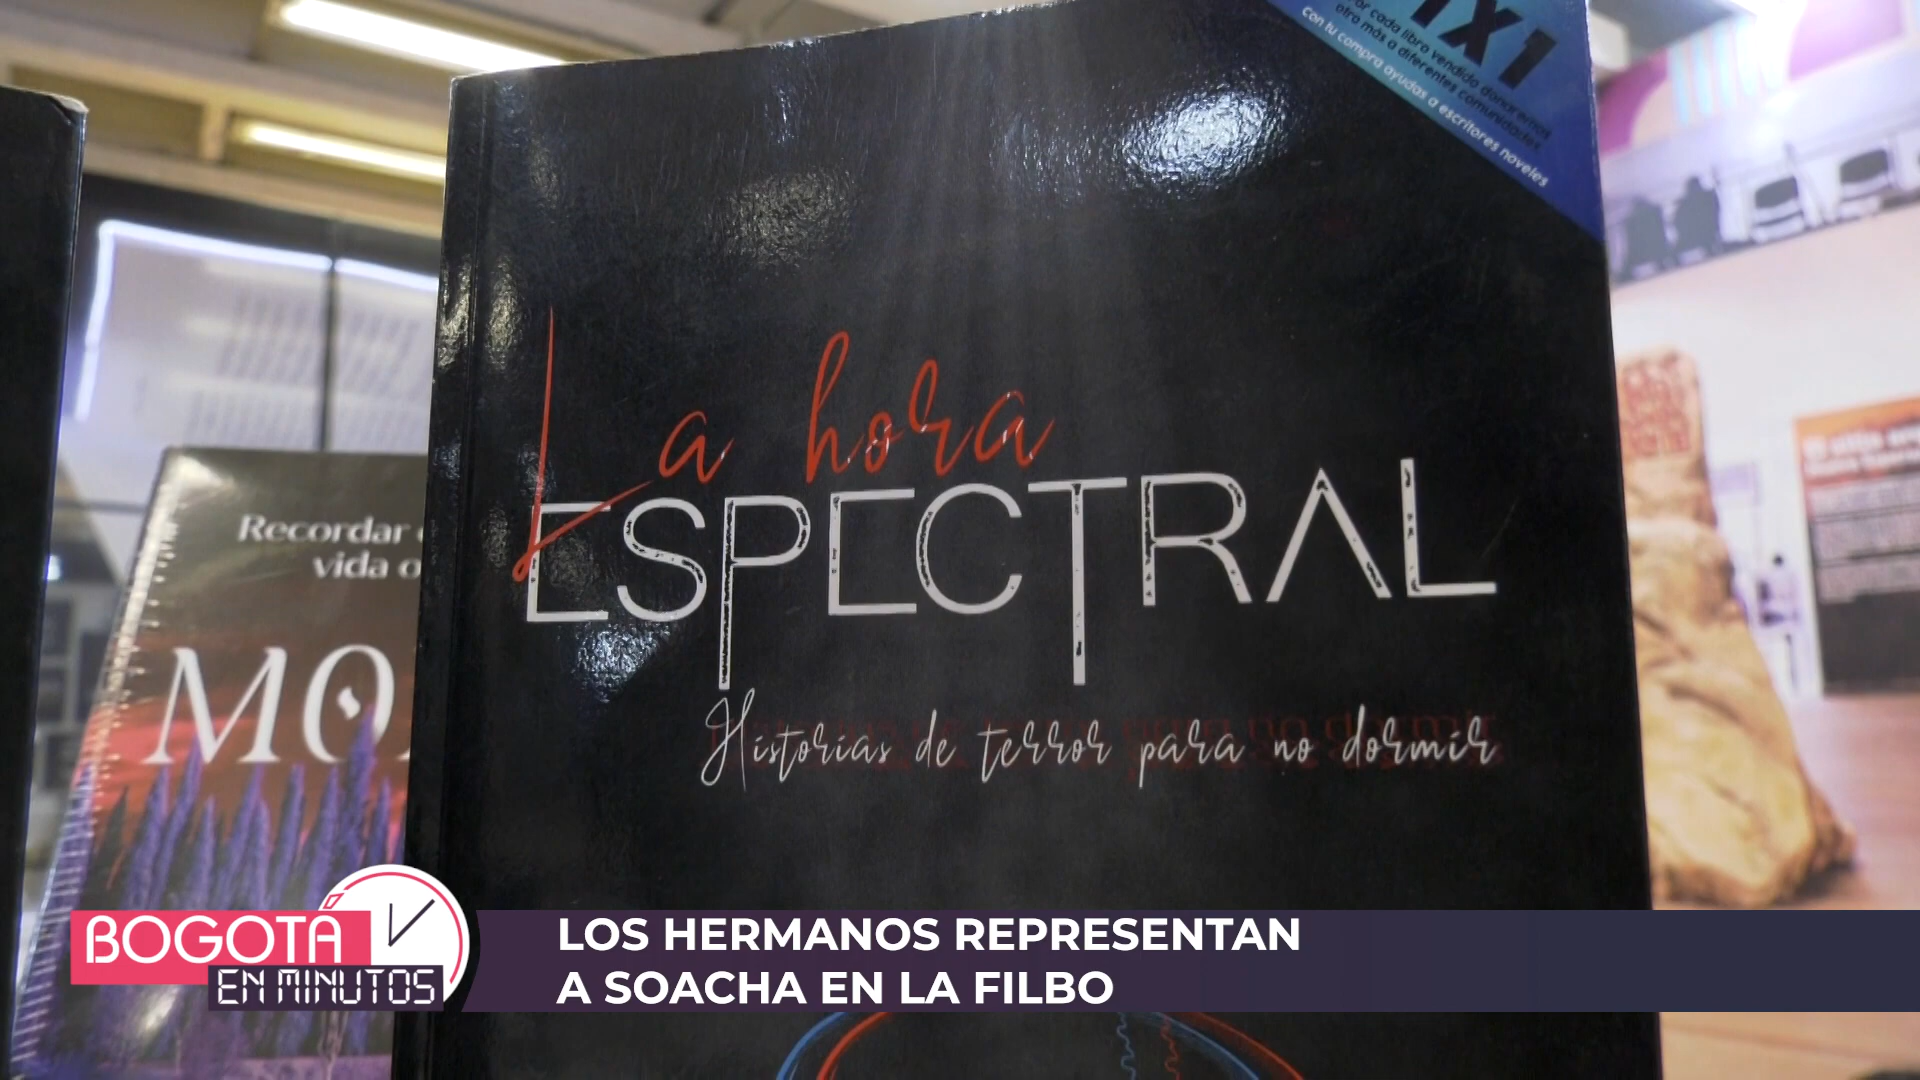 1X1
por cada libro vendido donaremos
otro más a diferentes comunidades
Con tu compra ayudas a escritores noveles
La hora
ESPECTRAL
Historias de terror para no dormir
Recordar
vida o
MO
BOGOTÁ
EN MINUTOS
LOS HERMANOS REPRESENTAN
A SOACHA EN LA FILBO